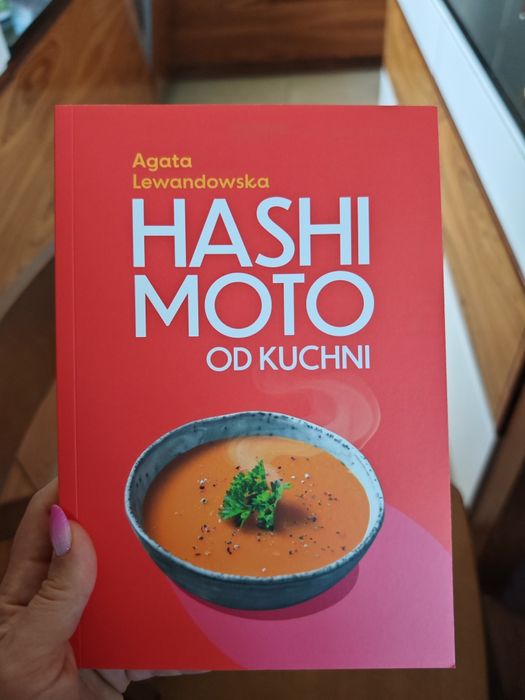 Agata
Lewandowska
HASHI
MOTO
OD KUCHNI